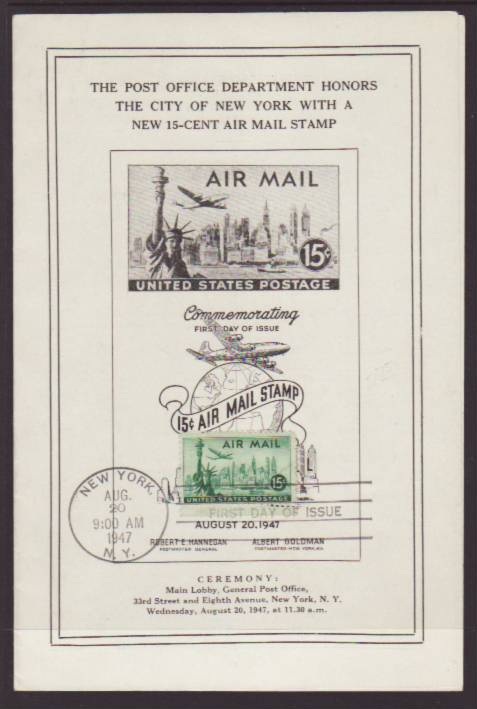 THE POST OFFICE DEPARTMENT HONORS
THE CITY OF NEW YORK WITH A
NEW 15-CENT AIR MAIL STAMP
AIR MAIL
15¢
UNITED STATES POSTAGE
Commemorating
FIRST DAY OF ISSUE
15¢ AIR MAIL STAMP
AIR MAIL
15¢
UNITED STATES POSTAGE
NEW YORK,
AUG.
20
9:00 AM
1947
N. Y.
FIRST DAY OF ISSUE
AUGUST 20, 1947
ROBERT E. HANNEGAN ALBERT GOLDMAN
POSTMASTER GENERAL POSTMASTER
CEREMONY:
Main Lobby, General Post Office,
33rd Street and Eighth Avenue, New York, N. Y.
Wednesday, August 20, 1947, at 11.30 a.m.